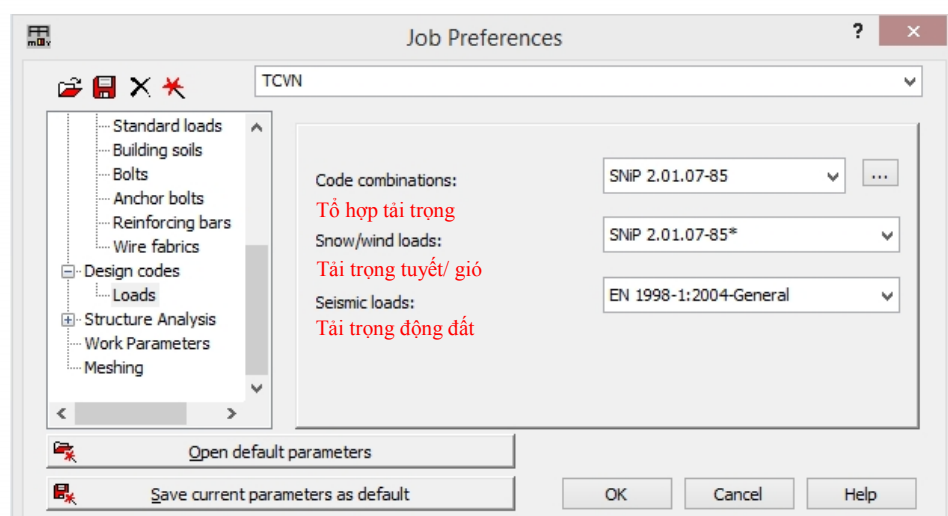 Job Preferences
?
TCVN
Standard loads
Building soils
Bolts
Anchor bolts
Reinforcing bars
Wire fabrics
Design codes
Loads
Structure Analysis
Work Parameters
Meshing
Code combinations:
SNiP 2.01.07-85
...
Tổ hợp tải trọng
Snow/wind loads:
SNiP 2.01.07-85*
Tải trọng tuyết/ gió
Seismic loads:
EN 1998-1:2004-General
Tải trọng động đất
Open default parameters
Save current parameters as default
OK
Cancel
Help